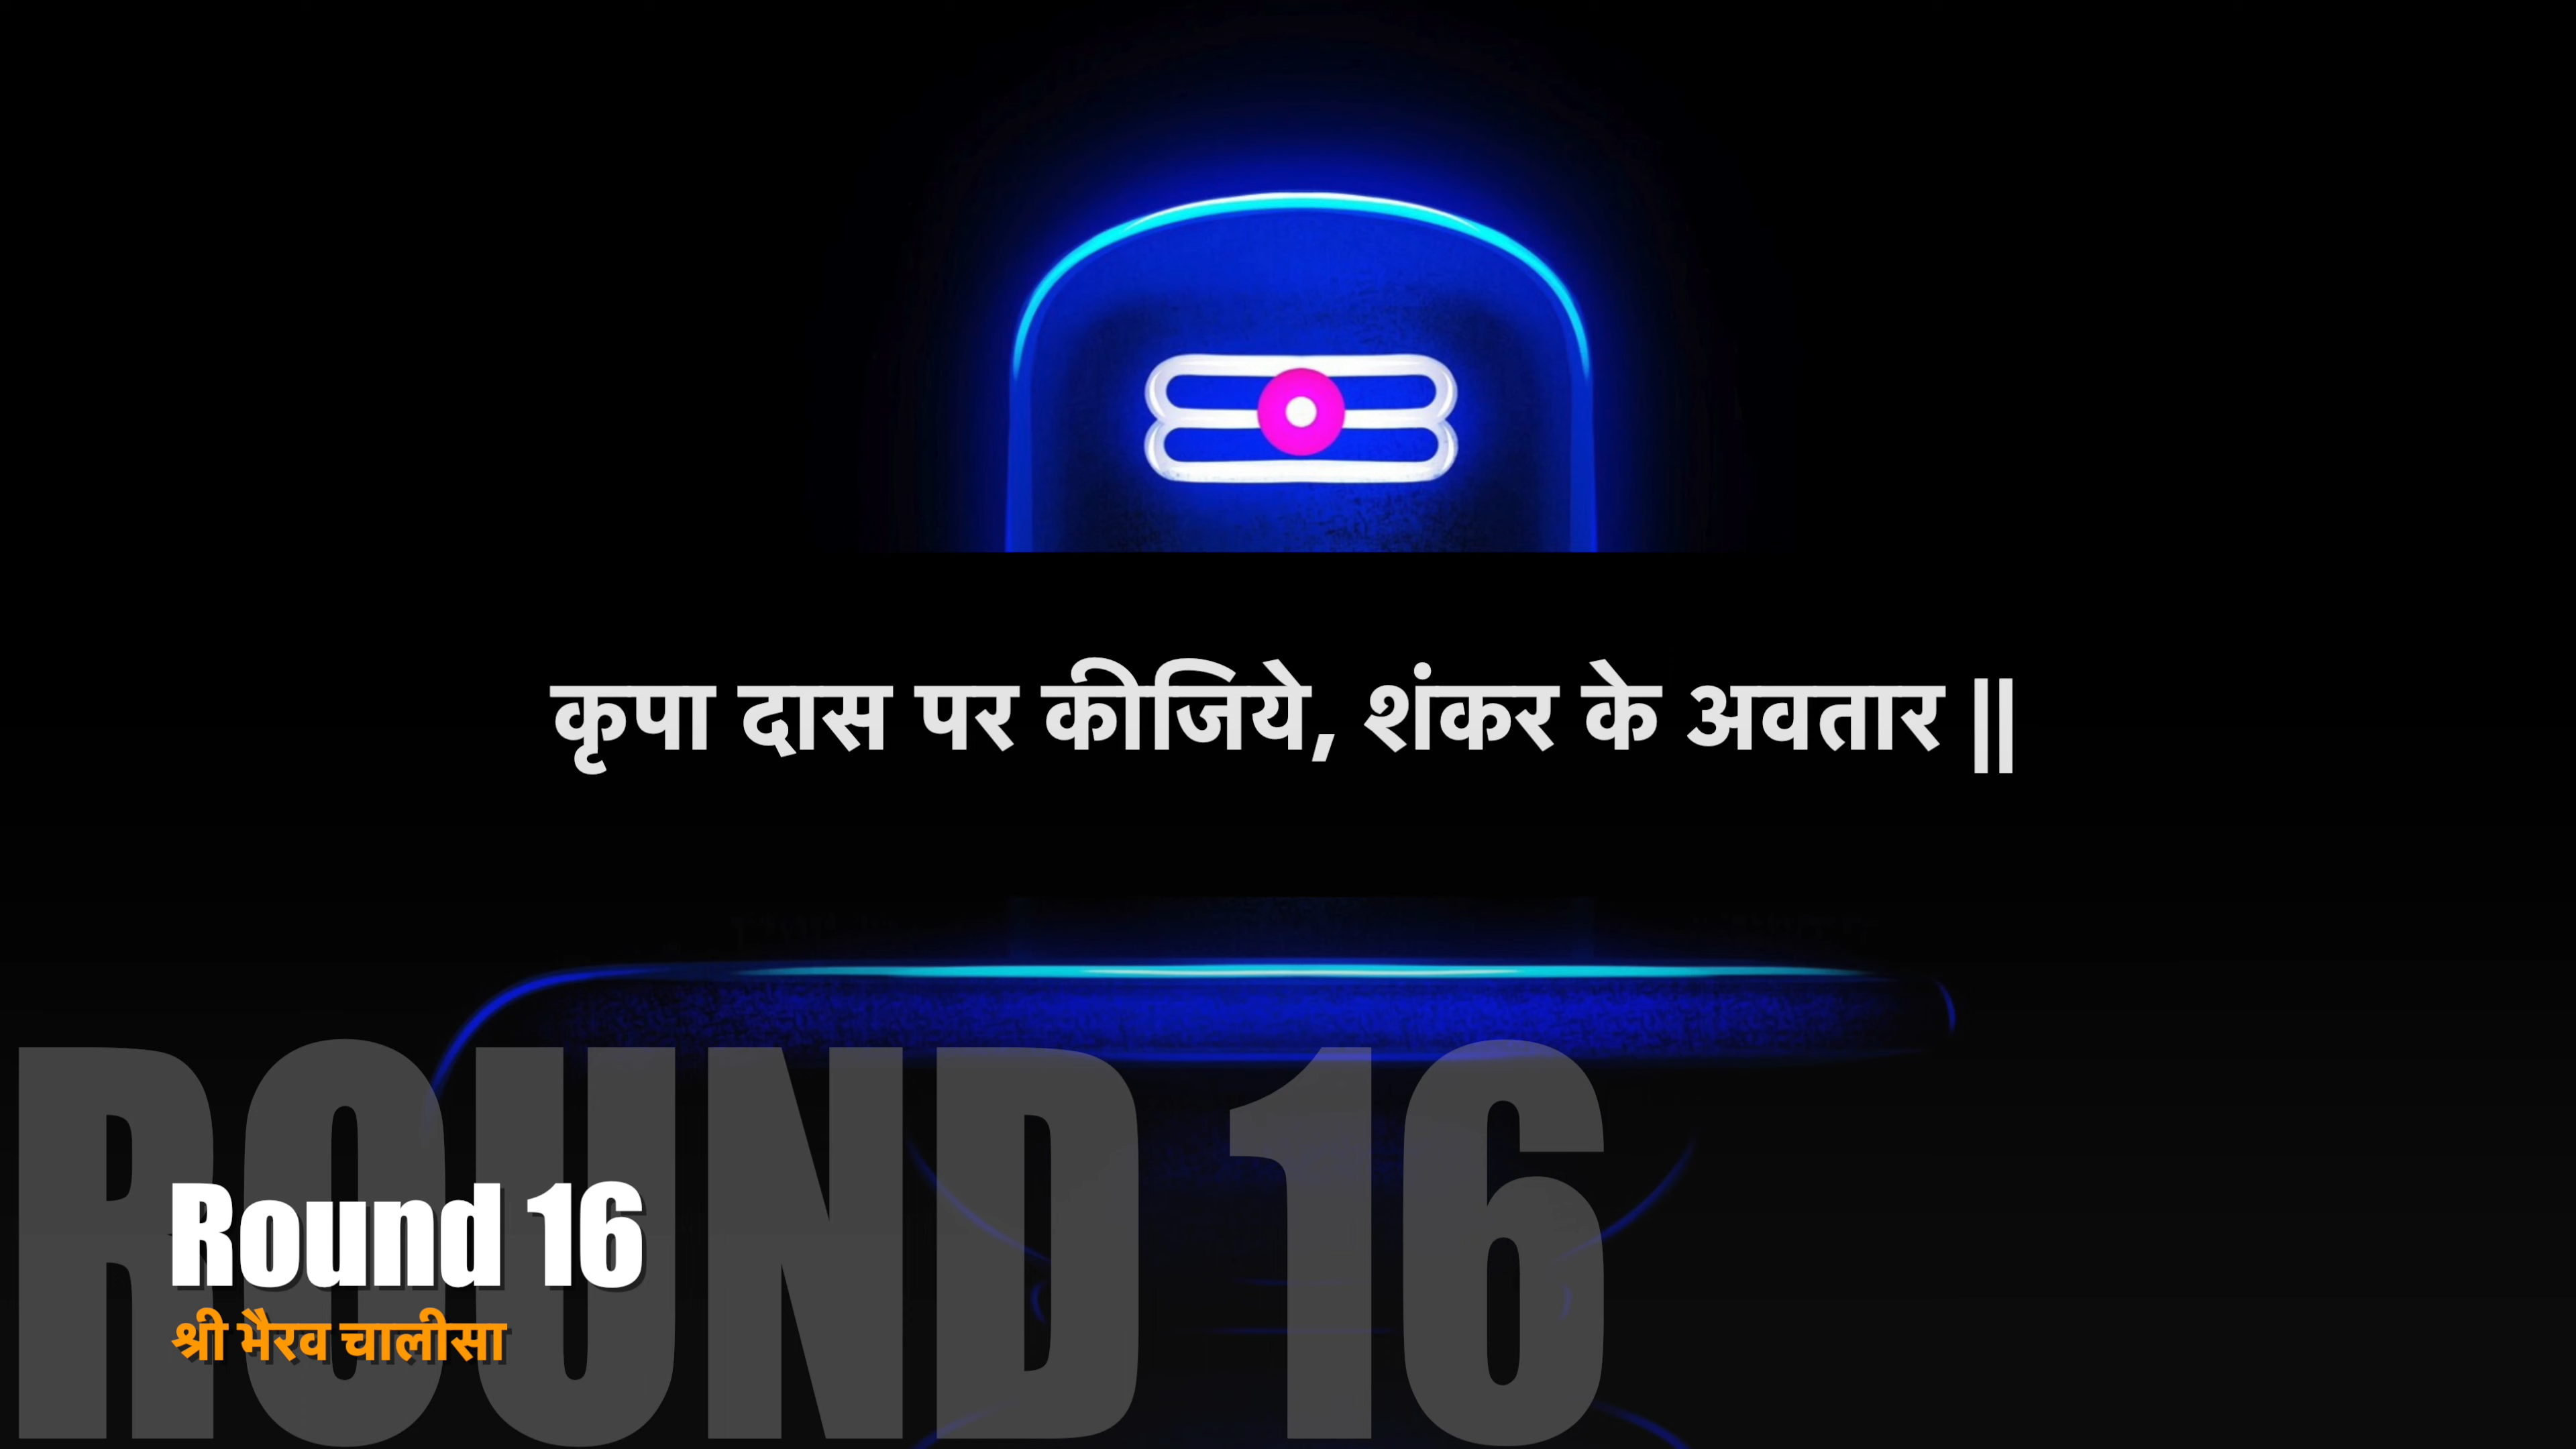 कृपा दास पर कीजिये, शंकर के अवतार ||
ROUND 16
Round 16
श्री भैरव चालीसा